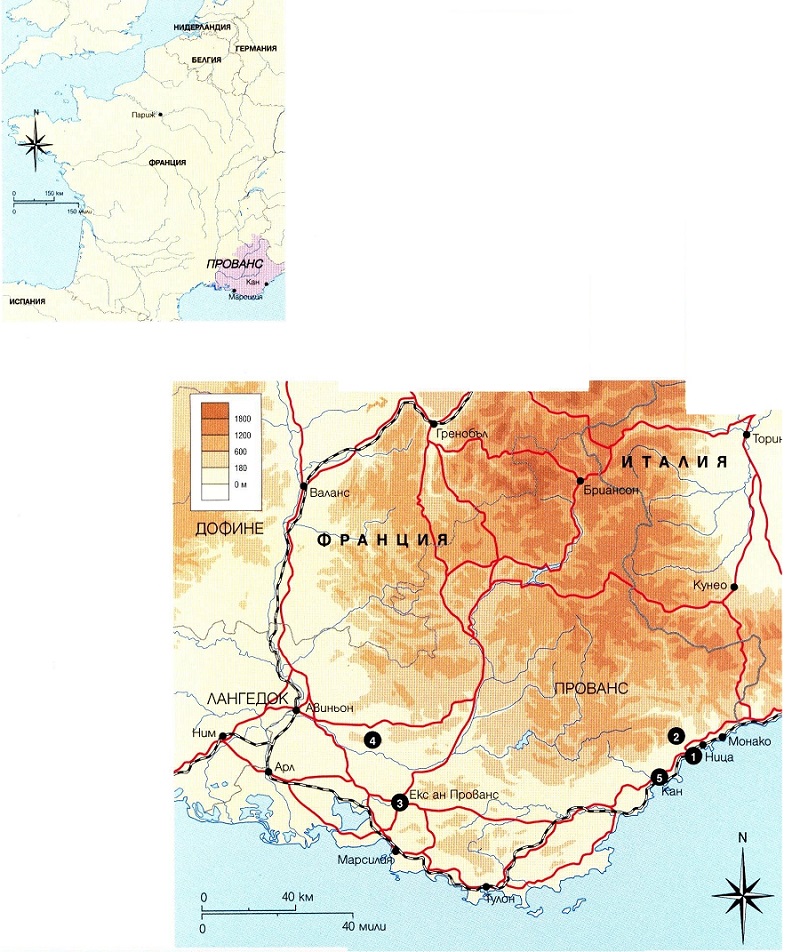 НИДЕРЛАНДИЯ
ГЕРМАНИЯ
БЕЛГИЯ
Париж
N
ФРАНЦИЯ
0 150 км
0 150 мили
ПРОВАНС
Кан
Марсилия
ИСПАНИЯ
1800
1200
600
180
0 м
Гренобъл
Торин
ИТАЛИЯ
Бриансон
Валанс
ДОФИНЕ
ФРАНЦИЯ
Кунео
ПРОВАНС
ЛАНГЕДОК
Авиньон
Ним
4
2
Монако
1
Ница
Арл
5
Кан
Екс ан Прованс
3
Марсилия
N
Тулон
0 40 км
0 40 мили